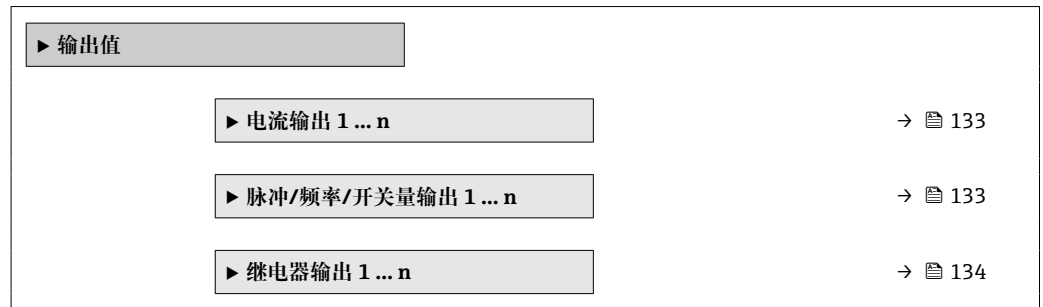 ▶ 输出值
▶ 电流输出 1 ... n → 133
▶ 脉冲/频率/开关量输出 1 ... n → 133
▶ 继电器输出 1 ... n → 134